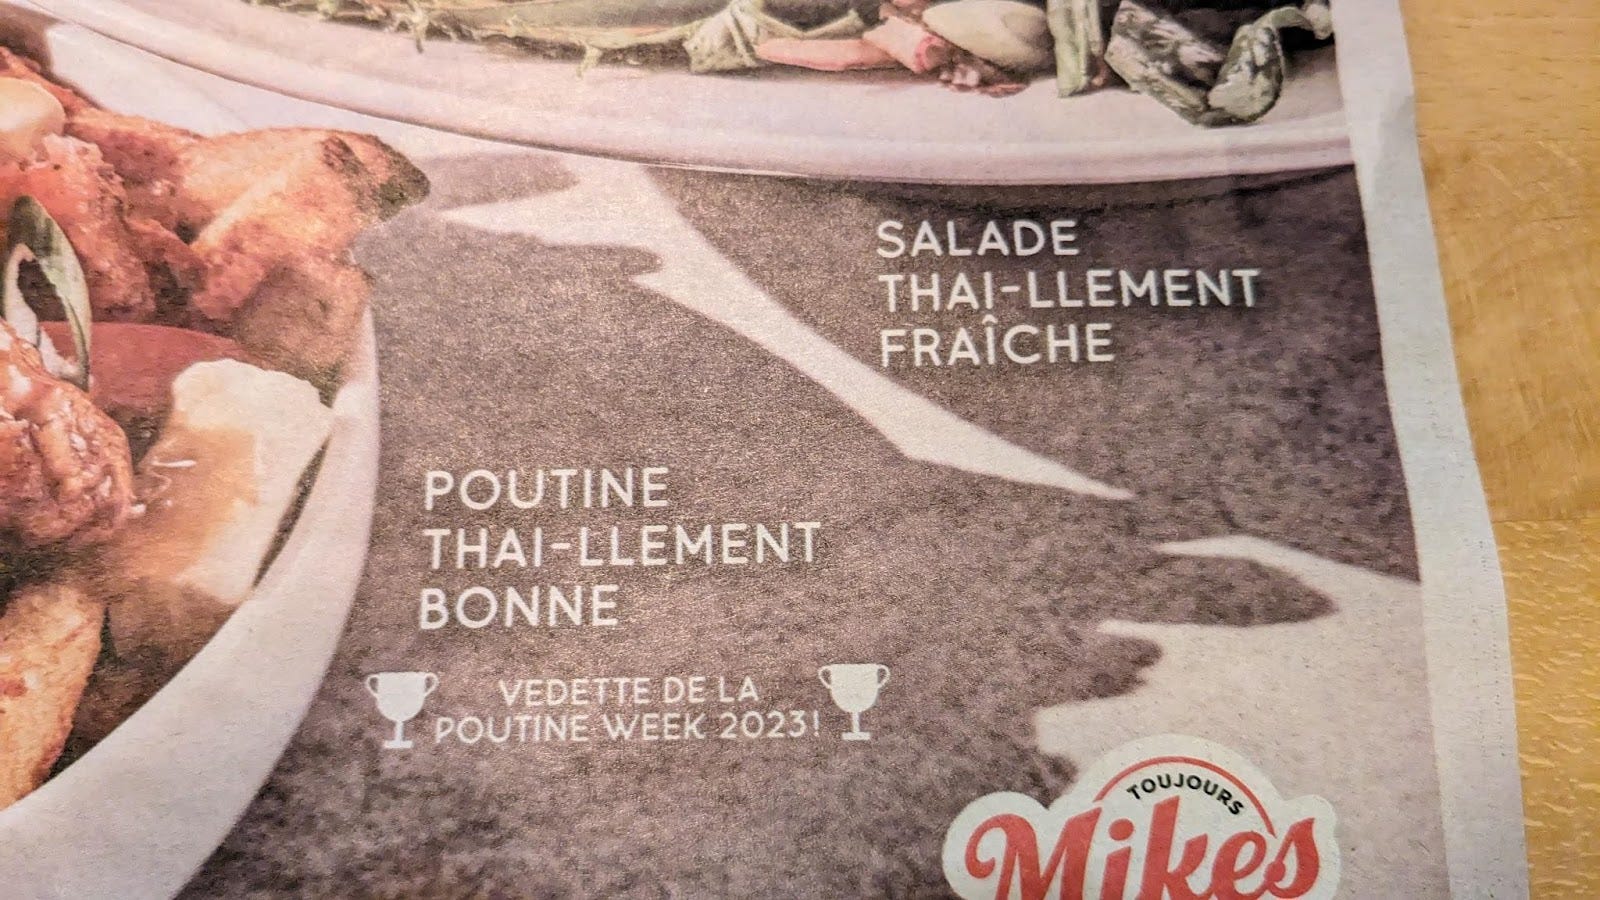 SALADE
THAI-LLEMENT
FRAÎCHE
POUTINE
THAI-LLEMENT
BONNE
VEDETTE DE LA
POUTINE WEEK 2023!
TOUJOURS
Mikes